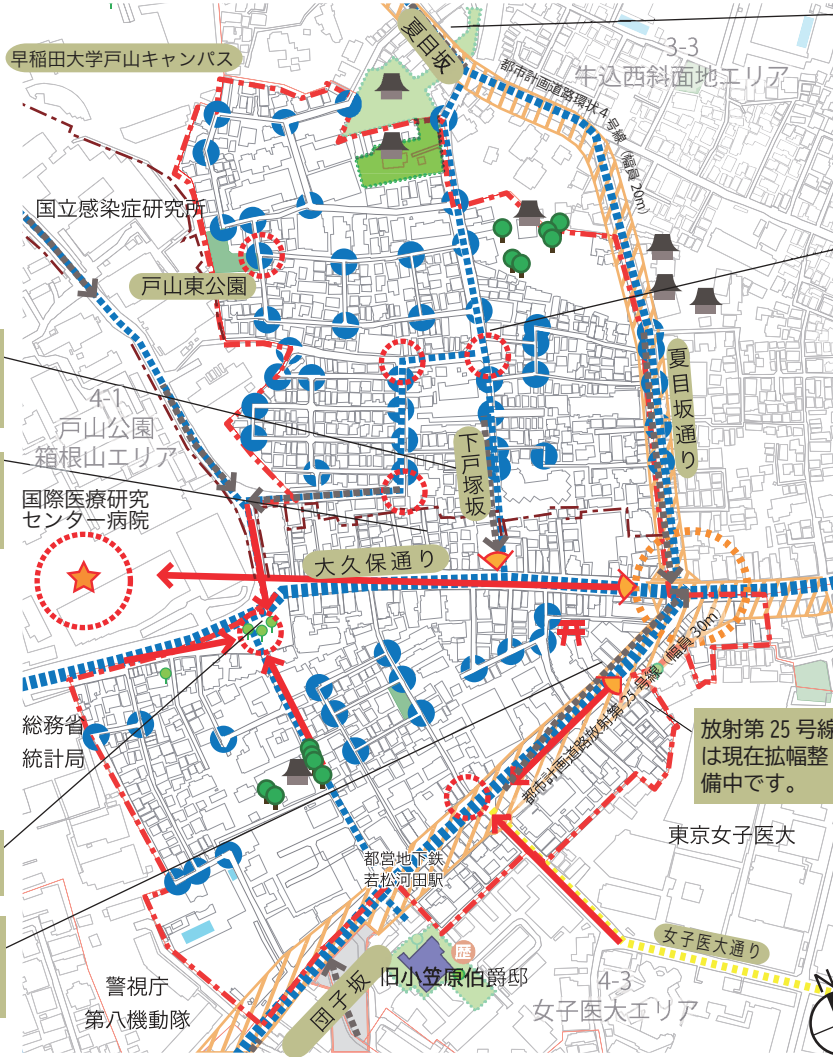 早稲田大学戸山キャンパス
夏目坂
3-3
牛込西斜面地エリア
都市計画道路環状4号線(幅員20m)
国立感染症研究所
戸山東公園
4-1
戸山公園
箱根山エリア
国際医療研究
センター病院
下戸塚坂
夏目坂通り
大久保通り
総務省
統計局
都市計画道路放射第25号線(幅員30m)
放射第25号線
は現在拡幅整
備中です。
東京女子医大
都営地下鉄
若松河田駅
女子医大通り
警視庁
第八機動隊
団子坂
歴
旧小笠原伯爵邸
4-3
女子医大エリア
N